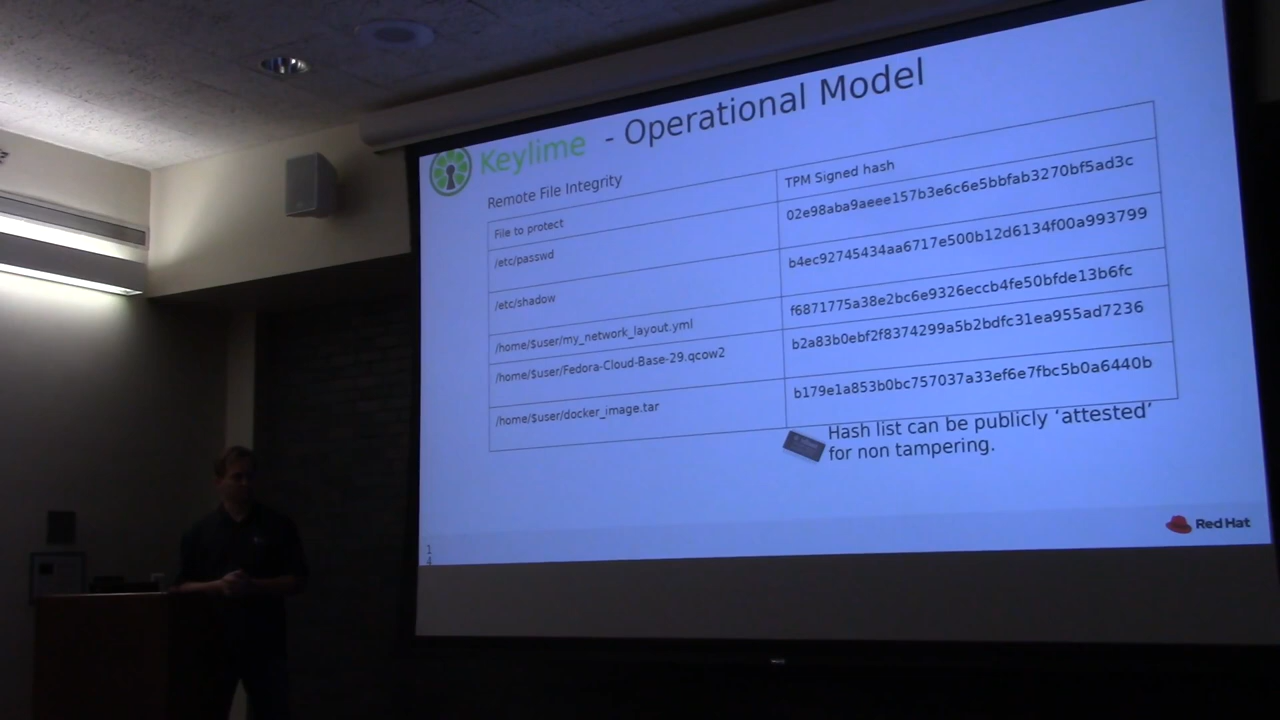 Keylime - Operational Model
Remote File Integrity
File to protect
TPM Signed hash
/etc/passwd
02e98aba9aeee157b3e6c6e5bbfab3270bf5ad3c
/etc/shadow
b4ec92745434aa6717e500b12d6134f00a993799
/home/$user/my_network_layout.yml
f6871775a38e2bc6e9326eccb4fe50bfde13b6fc
/home/$user/Fedora-Cloud-Base-29.qcow2
b2a83b0ebf2f8374299a5b2bdfc31ea955ad7236
/home/$user/docker_image.tar
b179e1a853b0bc757037a33ef6e7fbc5b0a6440b
Hash list can be publicly ‘attested’
for non tampering.
Red Hat
1
4